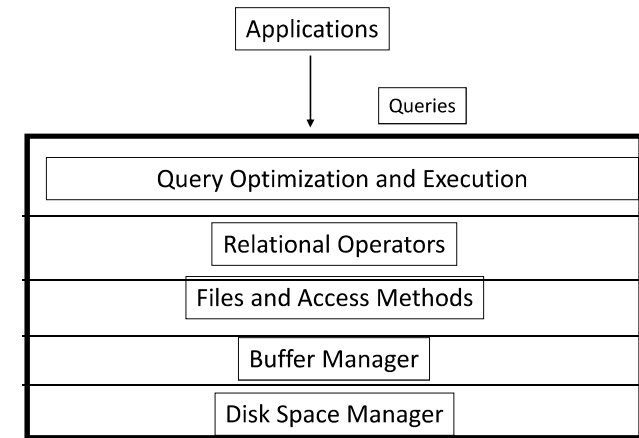 Applications
Queries
Query Optimization and Execution
Relational Operators
Files and Access Methods
Buffer Manager
Disk Space Manager